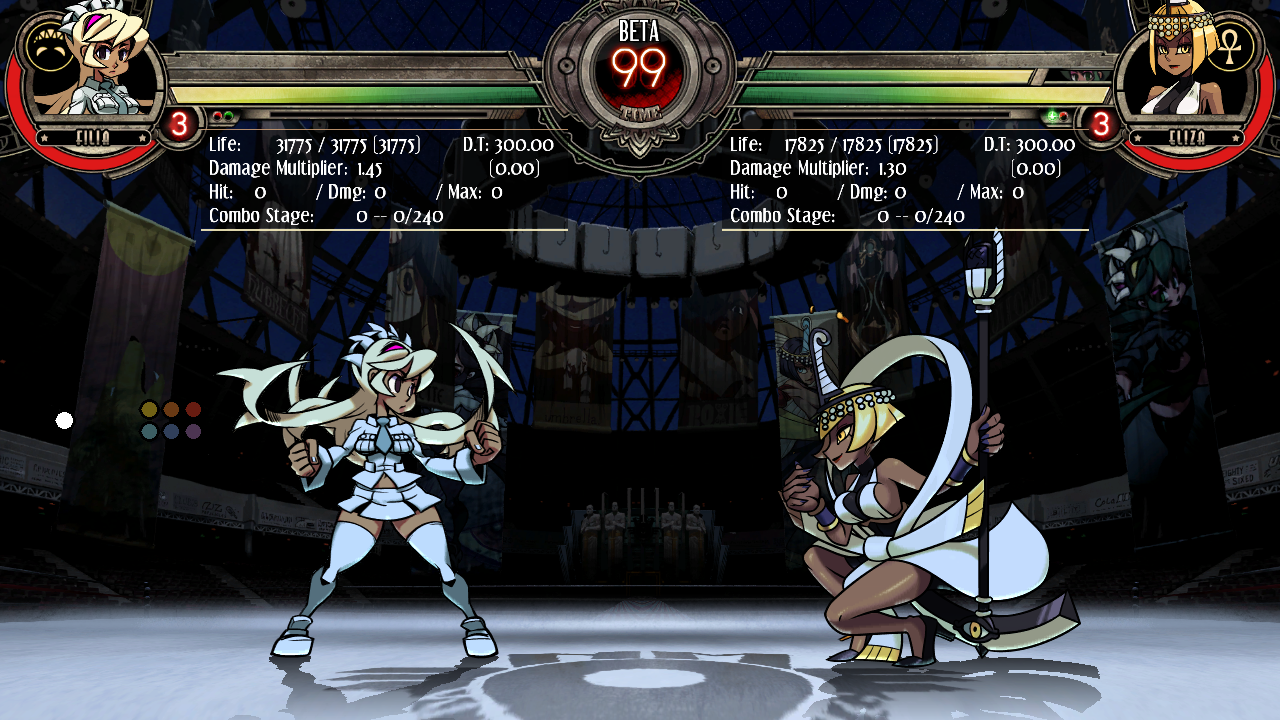 BETA
99
TIME
3
3
FILIA
ELIZA
Life: 31775 / 31775 [31775] D.T: 300.00
Damage Multiplier: 1.45 [0.00]
Hit: 0 / Dmg: 0 / Max: 0
Combo Stage: 0 -- 0/240
Life: 17825 / 17825 [17825] D.T: 300.00
Damage Multiplier: 1.30 [0.00]
Hit: 0 / Dmg: 0 / Max: 0
Combo Stage: 0 -- 0/240